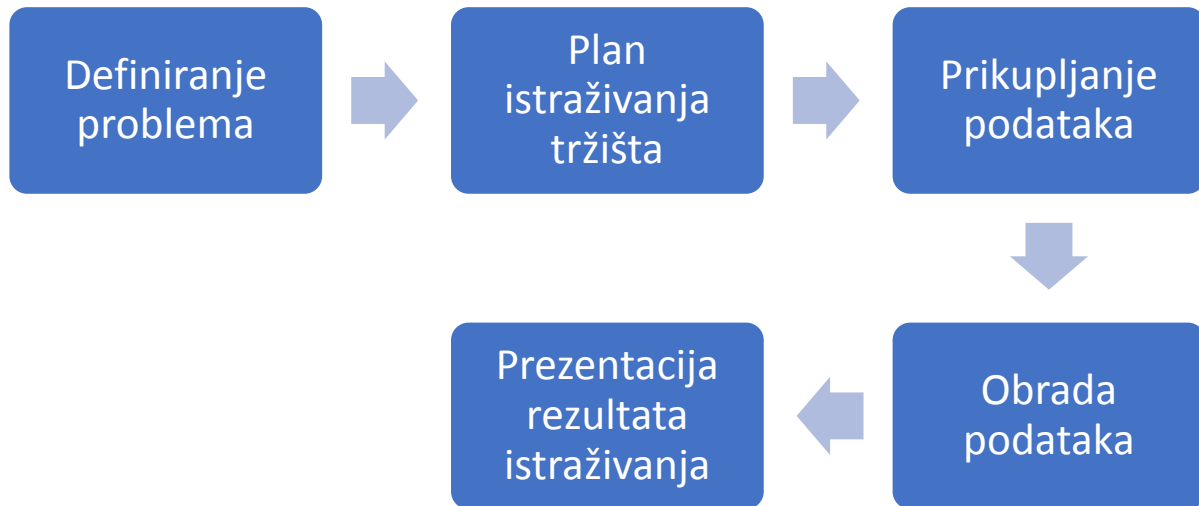 Definiranje
problema
Plan
istraživanja
tržišta
Prikupljanje
podataka
Obrada
podataka
Prezentacija
rezultata
istraživanja